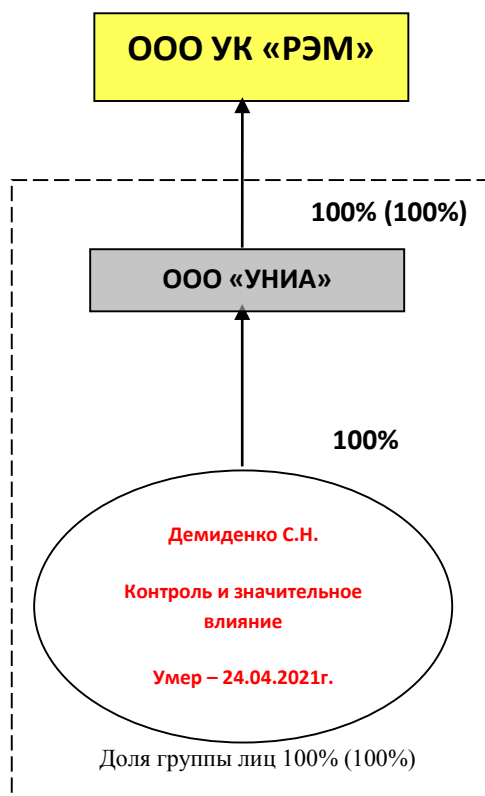 ООО УК «РЭМ»
100% (100%)
ООО «УНИА»
100%
Демиденко С.Н.
Контроль и значительное
влияние
Умер – 24.04.2021г.
Доля группы лиц 100% (100%)